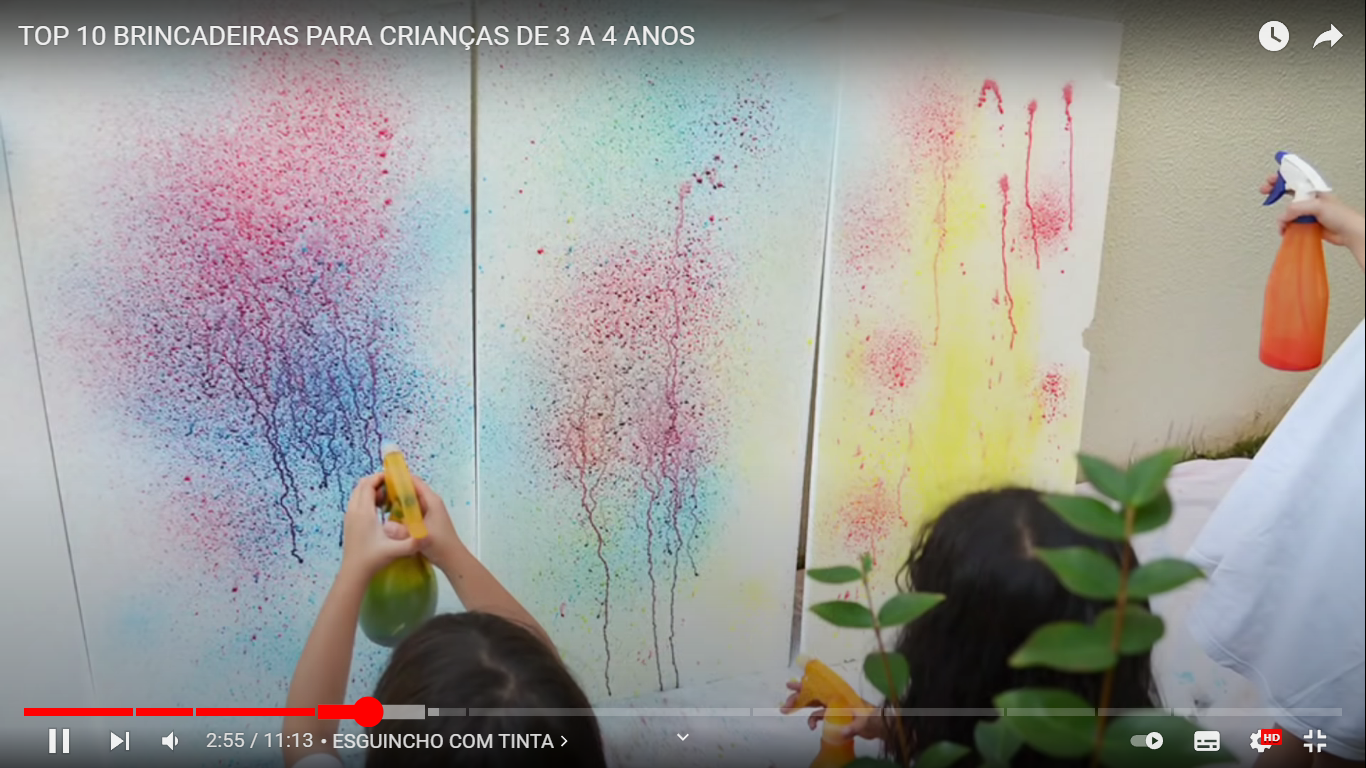 TOP 10 BRINCADEIRAS PARA CRIANÇAS DE 3 A 4 ANOS
2:55 / 11:13 • ESGUINCHO COM TINTA
HD